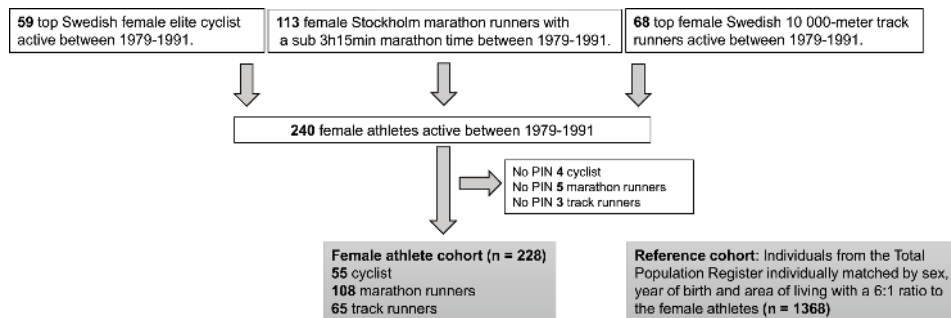 59 top Swedish female elite cyclist
active between 1979-1991.
113 female Stockholm marathon runners with
a sub 3h15min marathon time between 1979-1991.
68 top female Swedish 10 000-meter track
runners active between 1979-1991.
240 female athletes active between 1979-1991
No PIN 4 cyclist
No PIN 5 marathon runners
No PIN 3 track runners
Female athlete cohort (n = 228)
55 cyclist
108 marathon runners
65 track runners
Reference cohort: Individuals from the Total
Population Register individually matched by sex,
year of birth and area of living with a 6:1 ratio to
the female athletes (n = 1368)